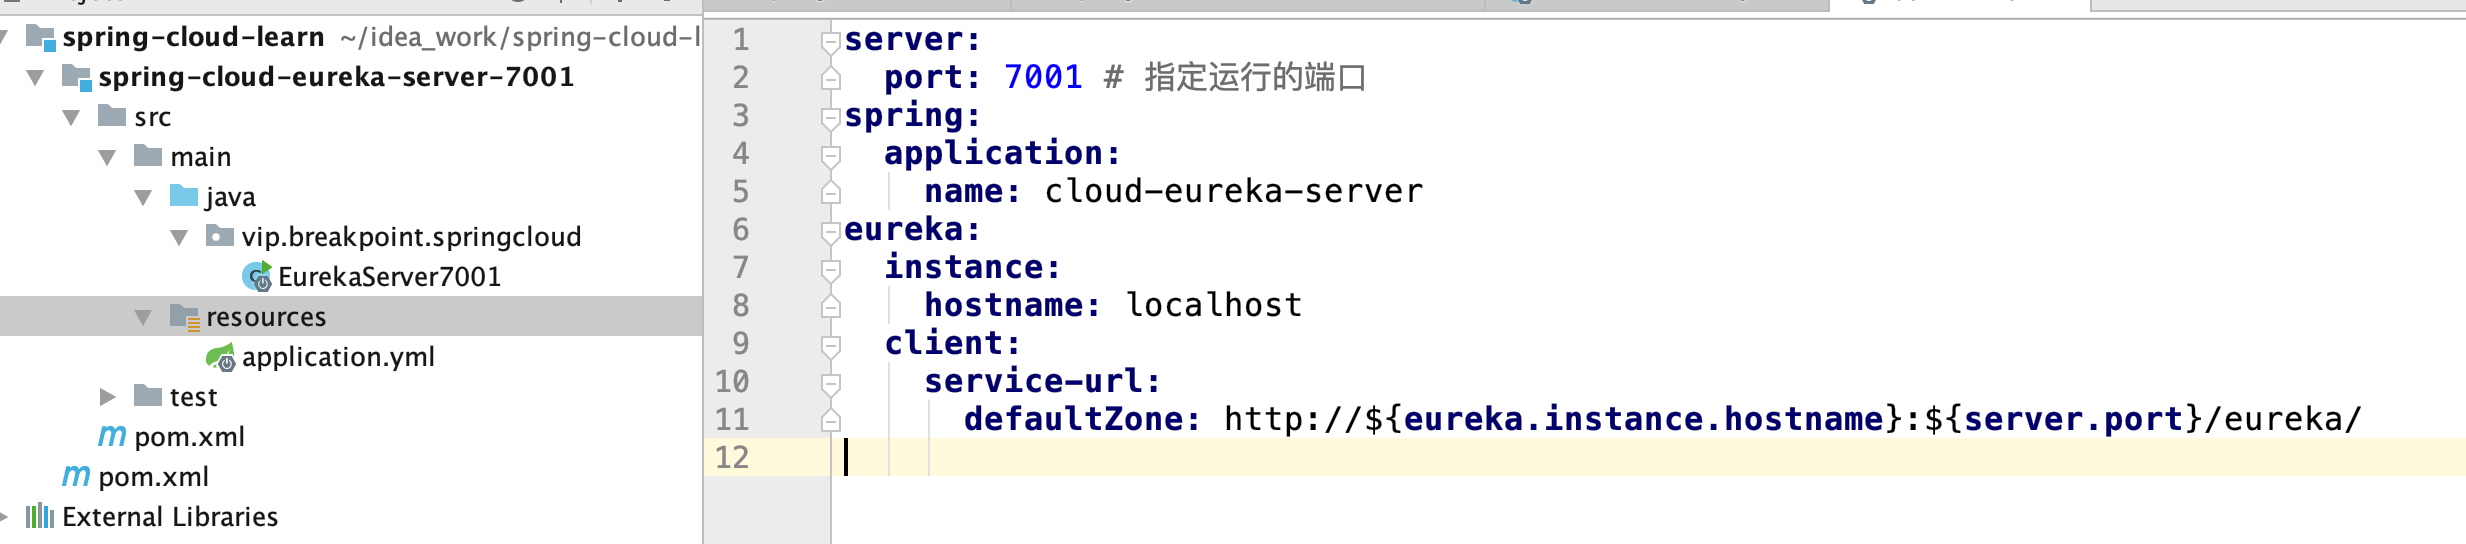 spring-cloud-learn ~/idea_work/spring-cloud-l
spring-cloud-eureka-server-7001
src
main
java
vip.breakpoint.springcloud
EurekaServer7001
resources
application.yml
test
pom.xml
pom.xml
External Libraries
1 server:
2 port: 7001 # 指定运行的端口
3 spring:
4 application:
5 name: cloud-eureka-server
6 eureka:
7 instance:
8 hostname: localhost
9 client:
10 service-url:
11 defaultZone: http://${eureka.instance.hostname}:${server.port}/eureka/
12